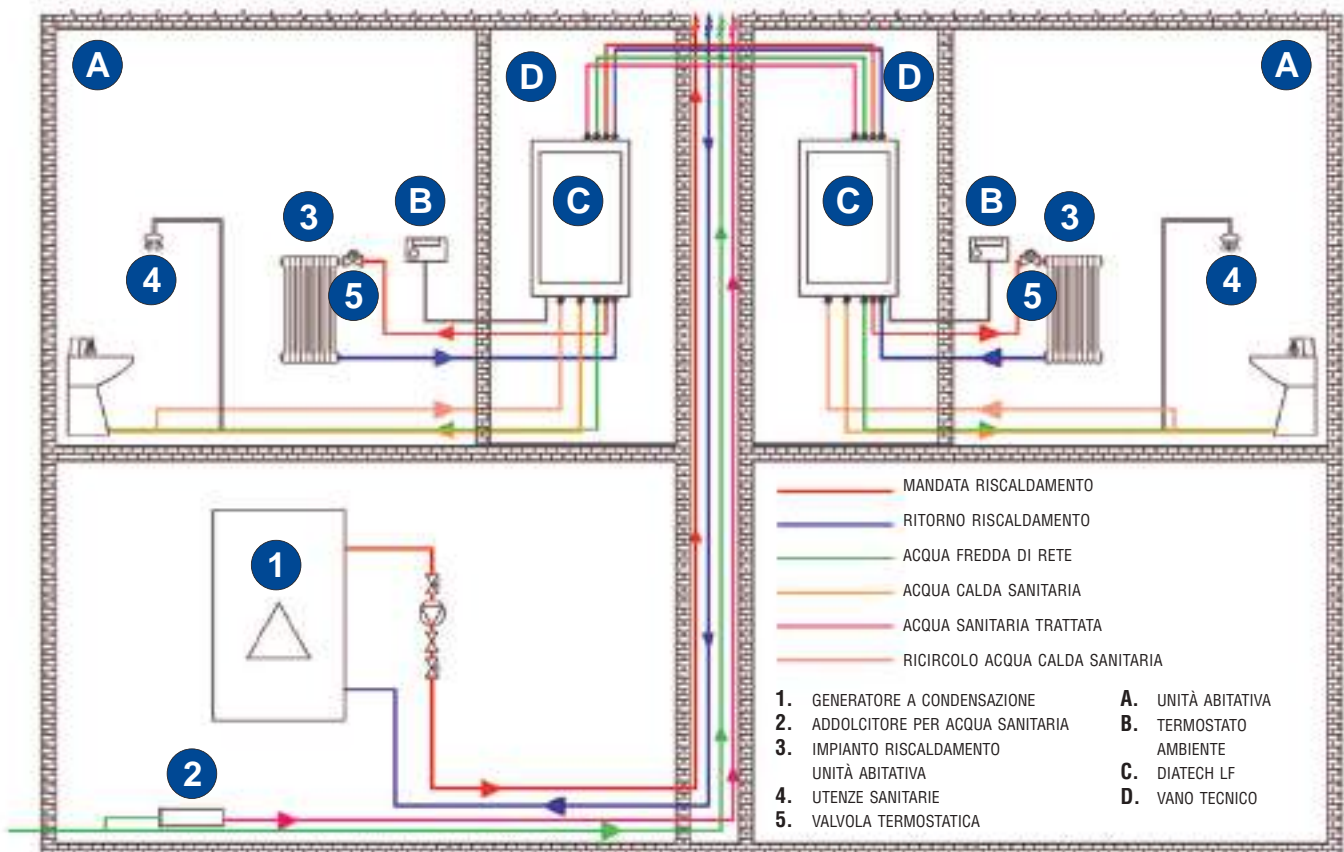 A
D
D
A
B
C
C
B
3
3
4
5
5
4
1
2
MANDATA RISCALDAMENTO
RITORNO RISCALDAMENTO
ACQUA FREDDA DI RETE
ACQUA CALDA SANITARIA
ACQUA SANITARIA TRATTATA
RICIRCOLO ACQUA CALDA SANITARIA
1. GENERATORE A CONDENSAZIONE
2. ADDOLCITORE PER ACQUA SANITARIA
3. IMPIANTO RISCALDAMENTO
UNITÀ ABITATIVA
4. UTENZE SANITARIE
5. VALVOLA TERMOSTATICA
A. UNITÀ ABITATIVA
B. TERMOSTATO
AMBIENTE
C. DIATECH LF
D. VANO TECNICO